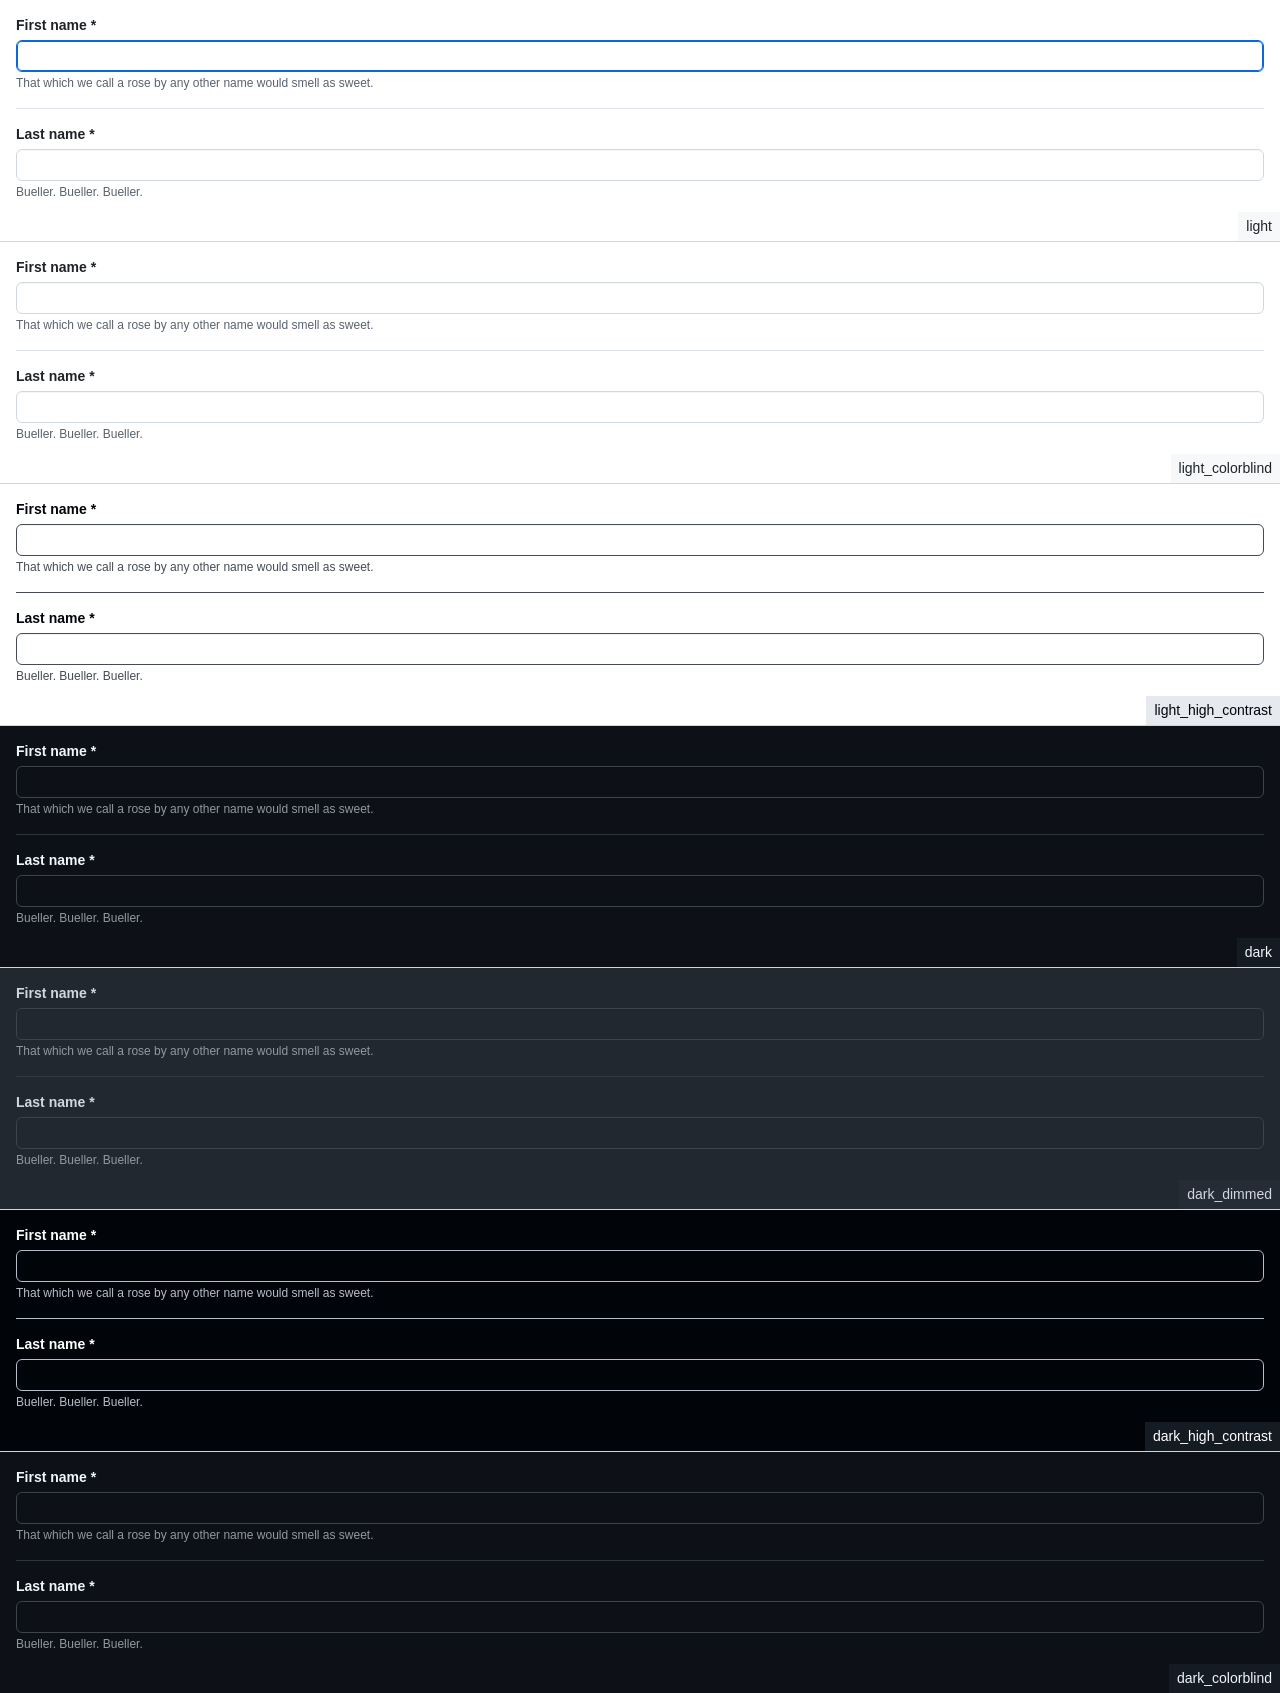 First name *
That which we call a rose by any other name would smell as sweet.
Last name *
Bueller. Bueller. Bueller.
light
First name *
That which we call a rose by any other name would smell as sweet.
Last name *
Bueller. Bueller. Bueller.
light_colorblind
First name *
That which we call a rose by any other name would smell as sweet.
Last name *
Bueller. Bueller. Bueller.
light_high_contrast
First name *
That which we call a rose by any other name would smell as sweet.
Last name *
Bueller. Bueller. Bueller.
dark
First name *
That which we call a rose by any other name would smell as sweet.
Last name *
Bueller. Bueller. Bueller.
dark_dimmed
First name *
That which we call a rose by any other name would smell as sweet.
Last name *
Bueller. Bueller. Bueller.
dark_high_contrast
First name *
That which we call a rose by any other name would smell as sweet.
Last name *
Bueller. Bueller. Bueller.
dark_colorblind